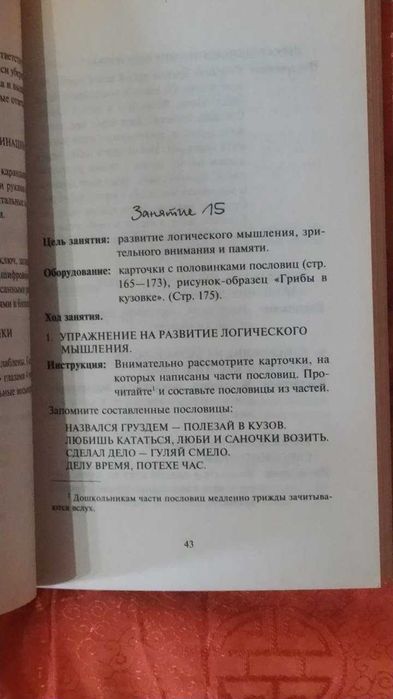 Занятие 15
Цель занятия: развитие логического мышления, зри-
тельного внимания и памяти.
Оборудование: карточки с половинками пословиц (стр.
165—173), рисунок-образец «Грибы в
кузовке». (Стр. 175).
Ход занятия.
1. УПРАЖНЕНИЕ НА РАЗВИТИЕ ЛОГИЧЕСКОГО
МЫШЛЕНИЯ.
Инструкция: Внимательно рассмотрите карточки, на
которых написаны части пословиц. Про-
читайте¹ и составьте пословицы из частей.
Запомните составленные пословицы:
НАЗВАЛСЯ ГРУЗДЕМ — ПОЛЕЗАЙ В КУЗОВ.
ЛЮБИШЬ КАТАТЬСЯ, ЛЮБИ И САНОЧКИ ВОЗИТЬ.
СДЕЛАЛ ДЕЛО — ГУЛЯЙ СМЕЛО.
ДЕЛУ ВРЕМЯ, ПОТЕХЕ ЧАС.
¹ Дошкольникам части пословиц медленно трижды зачитыва-
ются вслух.
43